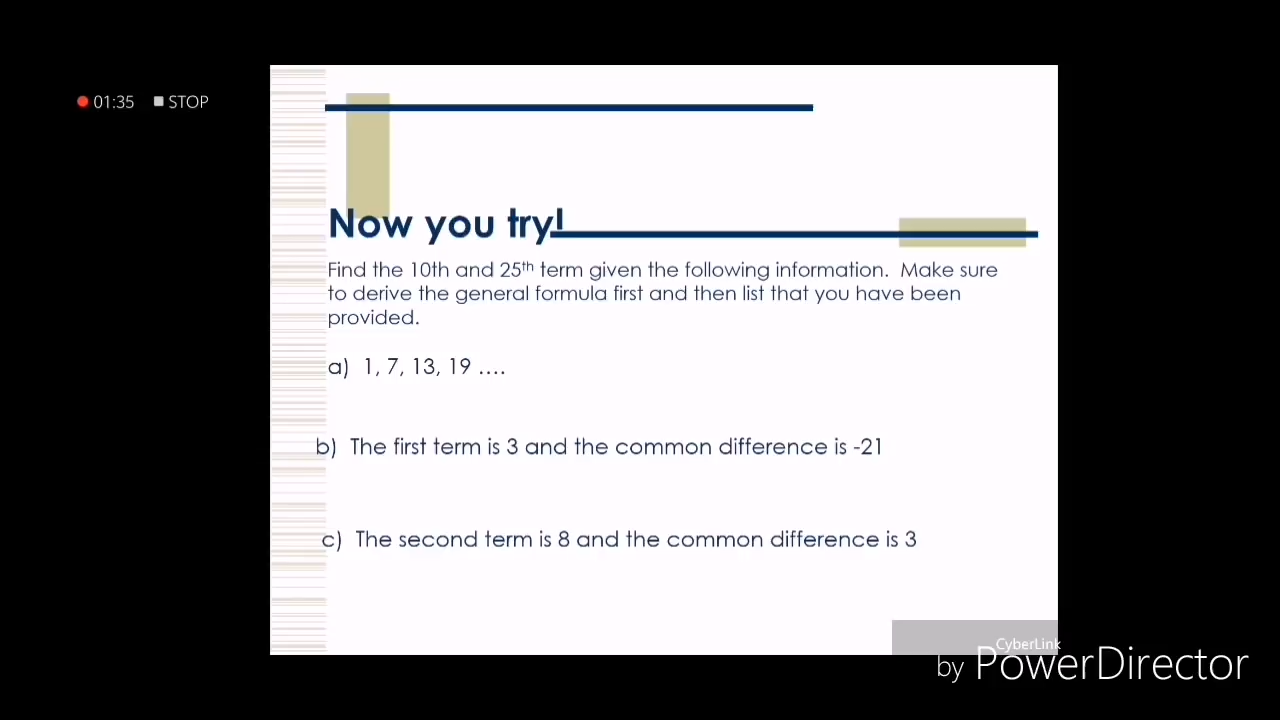 01:35 STOP
Now you try!
Find the 10th and 25th term given the following information. Make sure
to derive the general formula first and then list that you have been
provided.
a) 1, 7, 13, 19 ....
b) The first term is 3 and the common difference is -21
c) The second term is 8 and the common difference is 3
CyberLink
by PowerDirector